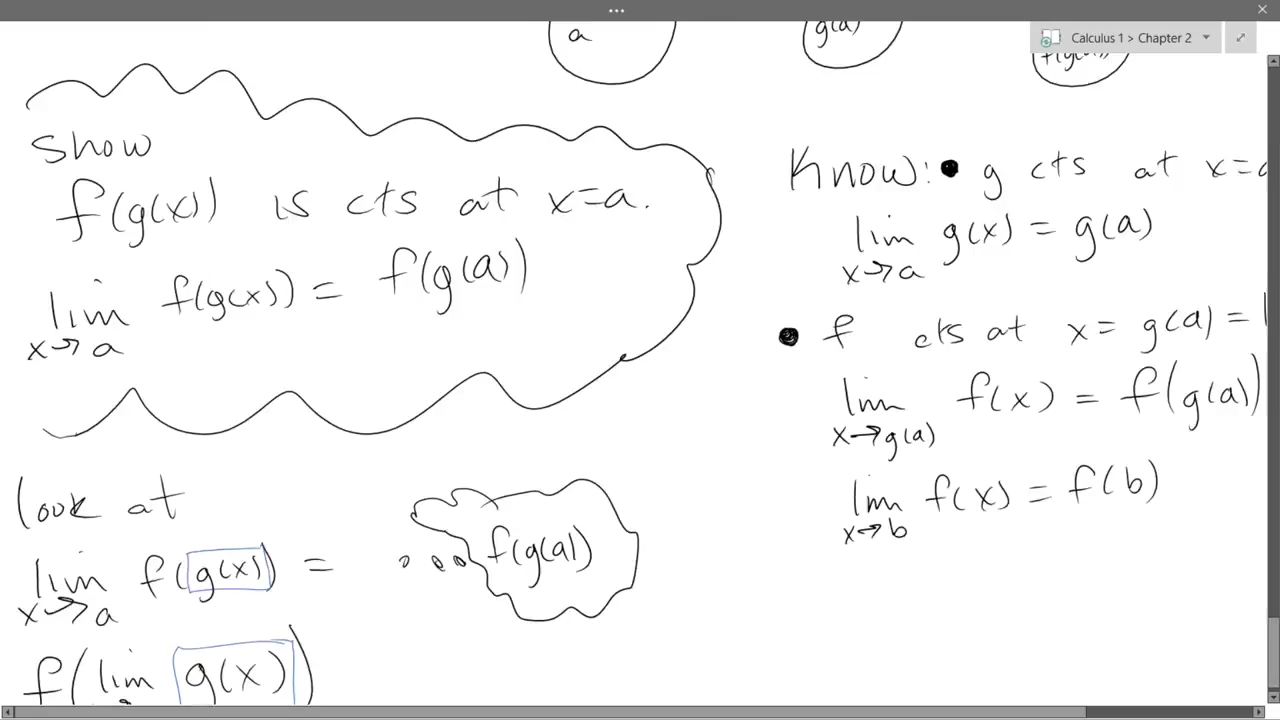 a
g(a)
Calculus 1 > Chapter 2
show
f(g(x)) is cts at x=a.
lim f(g(x)) = f(g(a))
x→a
look at
lim f(g(x)) = ... f(g(a))
x→a
f(lim g(x))
Know: • g cts at x=
lim g(x) = g(a)
x→a
• f cts at x = g(a) =
lim f(x) = f(g(a))
x→g(a)
lim f(x) = f(b)
x→b